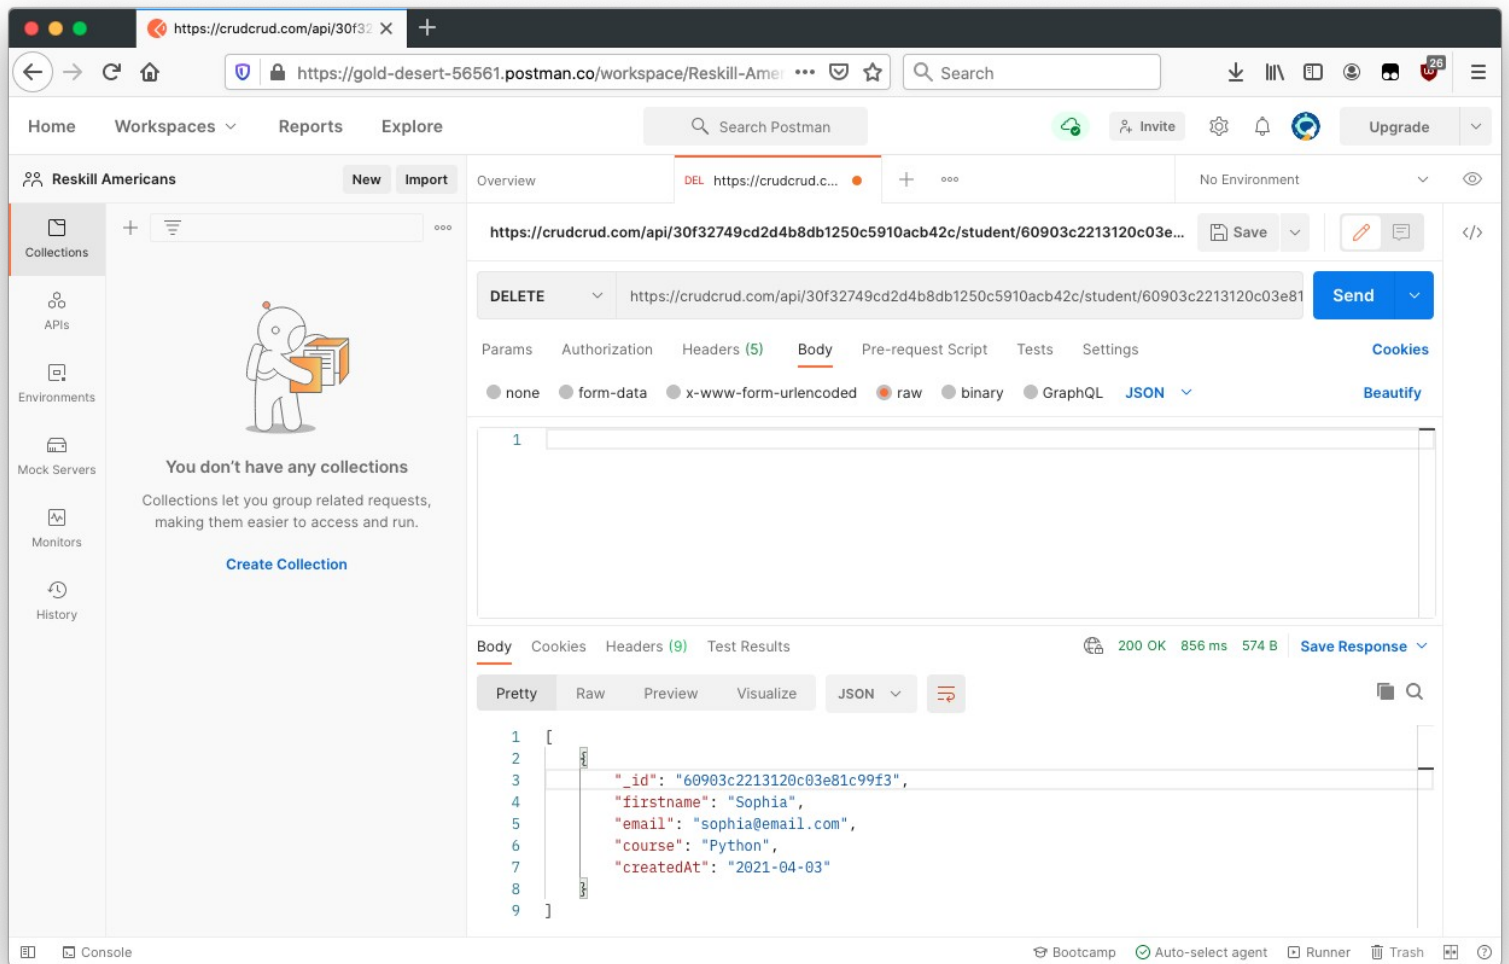 https://crudcrud.com/api/30f32
https://gold-desert-56561.postman.co/workspace/Reskill-Amer
Search
26
Home Workspaces Reports Explore
Search Postman
Invite
Upgrade
Reskill Americans
New Import
Overview
DEL https://crudcrud.c...
No Environment
Collections
APIs
Environments
Mock Servers
Monitors
History
You don't have any collections
Collections let you group related requests,
making them easier to access and run.
Create Collection
https://crudcrud.com/api/30f32749cd2d4b8db1250c5910acb42c/student/60903c2213120c03e...
Save
</>
DELETE
https://crudcrud.com/api/30f32749cd2d4b8db1250c5910acb42c/student/60903c2213120c03e81
Send
Params Authorization Headers (5) Body Pre-request Script Tests Settings
Cookies
none form-data x-www-form-urlencoded raw binary GraphQL JSON
Beautify
1
Body Cookies Headers (9) Test Results
200 OK 856 ms 574 B
Save Response
Pretty Raw Preview Visualize JSON
1 [
2 {
3 "_id": "60903c2213120c03e81c99f3",
4 "firstname": "Sophia",
5 "email": "sophia@email.com",
6 "course": "Python",
7 "createdAt": "2021-04-03"
8 }
9 ]
Console
Bootcamp Auto-select agent Runner Trash